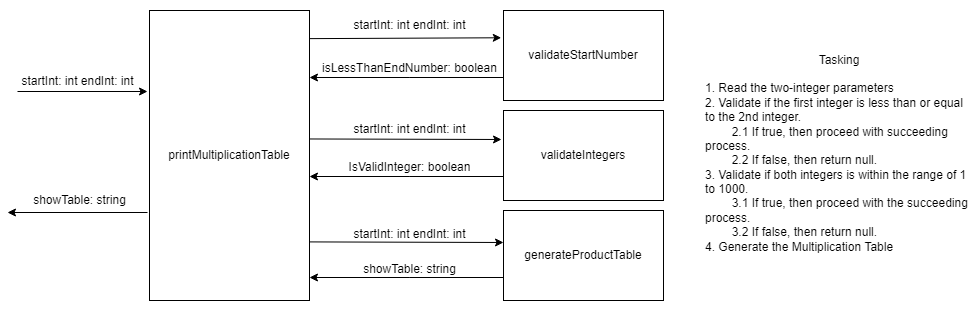 startInt: int endInt: int
showTable: string
printMultiplicationTable
startInt: int endInt: int
isLessThanEndNumber: boolean
validateStartNumber
startInt: int endInt: int
IsValidInteger: boolean
validateIntegers
startInt: int endInt: int
showTable: string
generateProductTable
Tasking
1. Read the two-integer parameters
2. Validate if the first integer is less than or equal
to the 2nd integer.
2.1 If true, then proceed with succeeding
process.
2.2 If false, then return null.
3. Validate if both integers is within the range of 1
to 1000.
3.1 If true, then proceed with the succeeding
process.
3.2 If false, then return null.
4. Generate the Multiplication Table